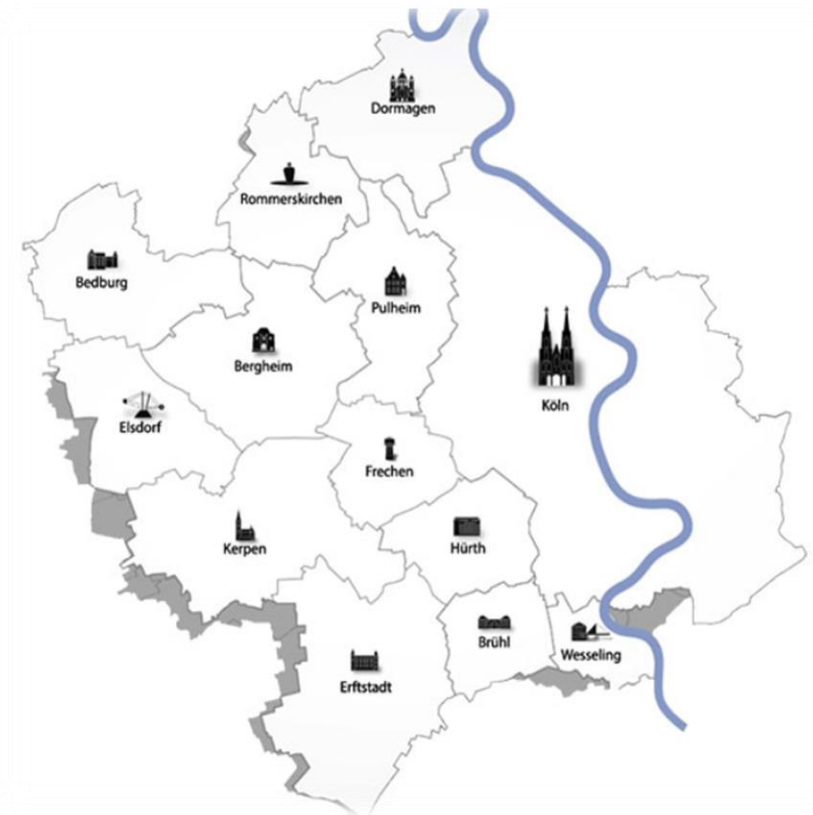 Dormagen
Rommerskirchen
Bedburg
Pulheim
Bergheim
Köln
Elsdorf
Frechen
Kerpen
Hürth
Brühl
Wesseling
Erftstadt